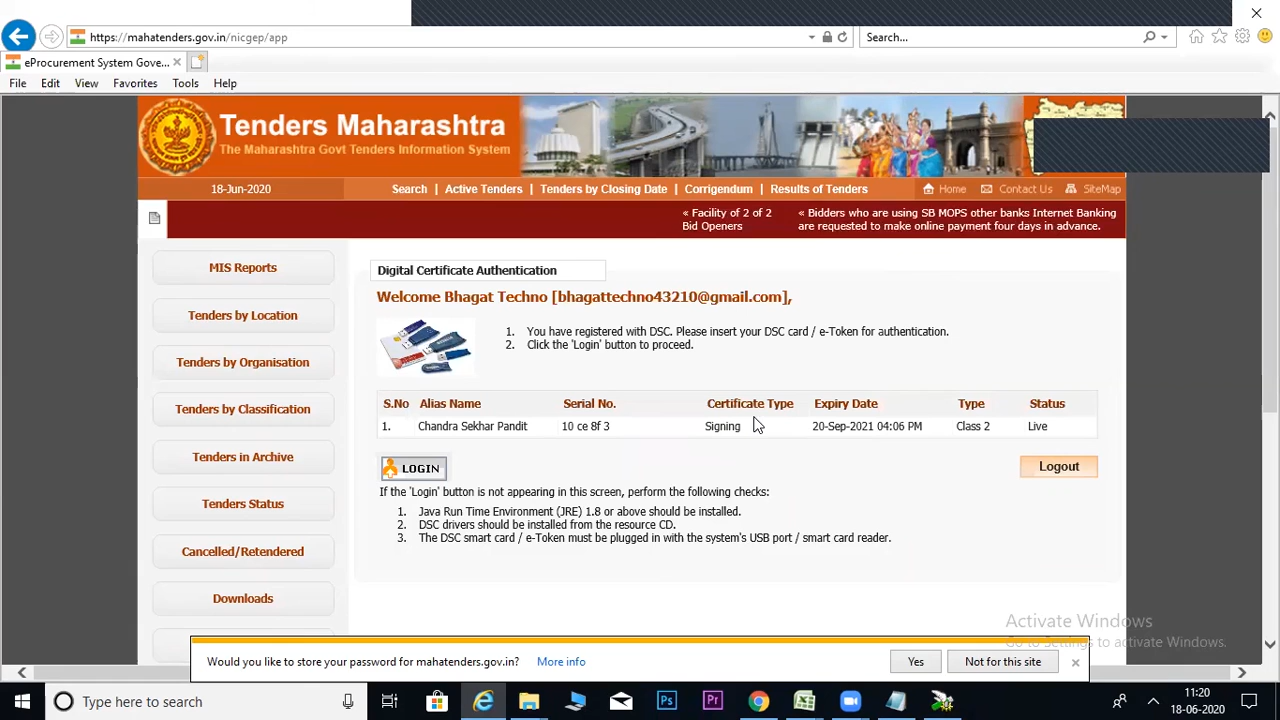 https://mahatenders.gov.in/nicgep/app
Search...
eProcurement System Gove...
File Edit View Favorites Tools Help
Tenders Maharashtra
The Maharashtra Govt Tenders Information System
18-Jun-2020
Search | Active Tenders | Tenders by Closing Date | Corrigendum | Results of Tenders
Home Contact Us SiteMap
« Facility of 2 of 2
Bid Openers
« Bidders who are using SB MOPS other banks Internet Banking
are requested to make online payment four days in advance.
MIS Reports
Tenders by Location
Tenders by Organisation
Tenders by Classification
Tenders in Archive
Tenders Status
Cancelled/Retendered
Downloads
Digital Certificate Authentication
Welcome Bhagat Techno [bhagattechno43210@gmail.com],
1. You have registered with DSC. Please insert your DSC card / e-Token for authentication.
2. Click the 'Login' button to proceed.
S.No Alias Name Serial No. Certificate Type Expiry Date Type Status
1. Chandra Sekhar Pandit 10 ce 8f 3 Signing 20-Sep-2021 04:06 PM Class 2 Live
LOGIN
Logout
If the 'Login' button is not appearing in this screen, perform the following checks:
1. Java Run Time Environment (JRE) 1.8 or above should be installed.
2. DSC drivers should be installed from the resource CD.
3. The DSC smart card / e-Token must be plugged in with the system's USB port / smart card reader.
Activate Windows
Go to Settings to activate Windows.
Would you like to store your password for mahatenders.gov.in? More info
Yes
Not for this site
Type here to search
Ps
Pr
11:20
18-06-2020